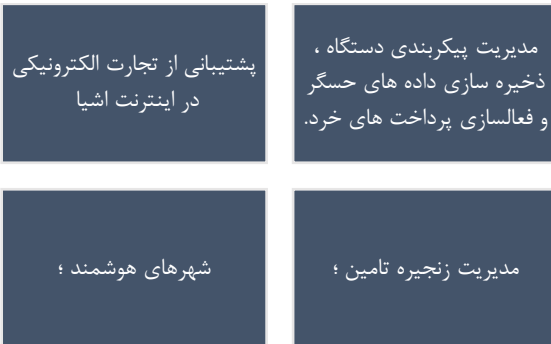 مدیریت پیکربندی دستگاه ،
ذخیره سازی داده های حسگر
و فعالسازی پرداخت های خرد.
پشتیبانی از تجارت الکترونیکی
در اینترنت اشیا
مدیریت زنجیره تامین ؛
شهرهای هوشمند ؛